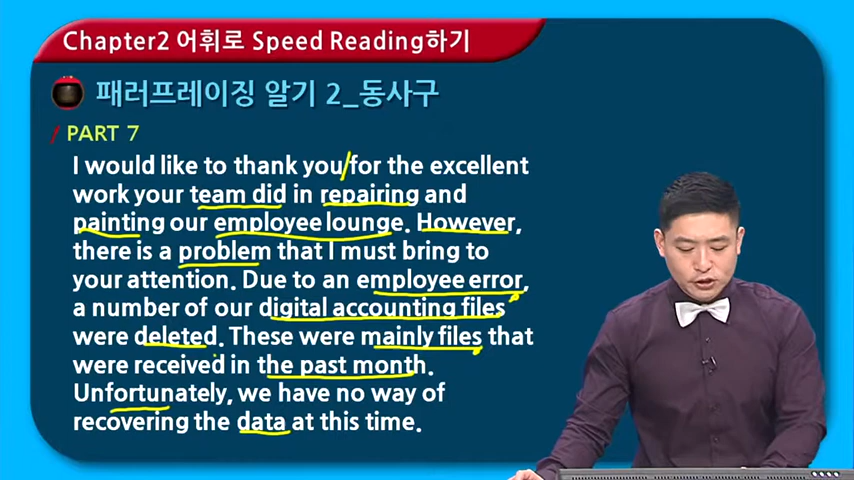 Chapter2 어휘로 Speed Reading하기
패러프레이징 알기 2_동사구
/ PART 7
I would like to thank you/for the excellent
work your team did in repairing and
painting our employee lounge. However,
there is a problem that I must bring to
your attention. Due to an employee error,
a number of our digital accounting files
were deleted. These were mainly files that
were received in the past month.
Unfortunately, we have no way of
recovering the data at this time.